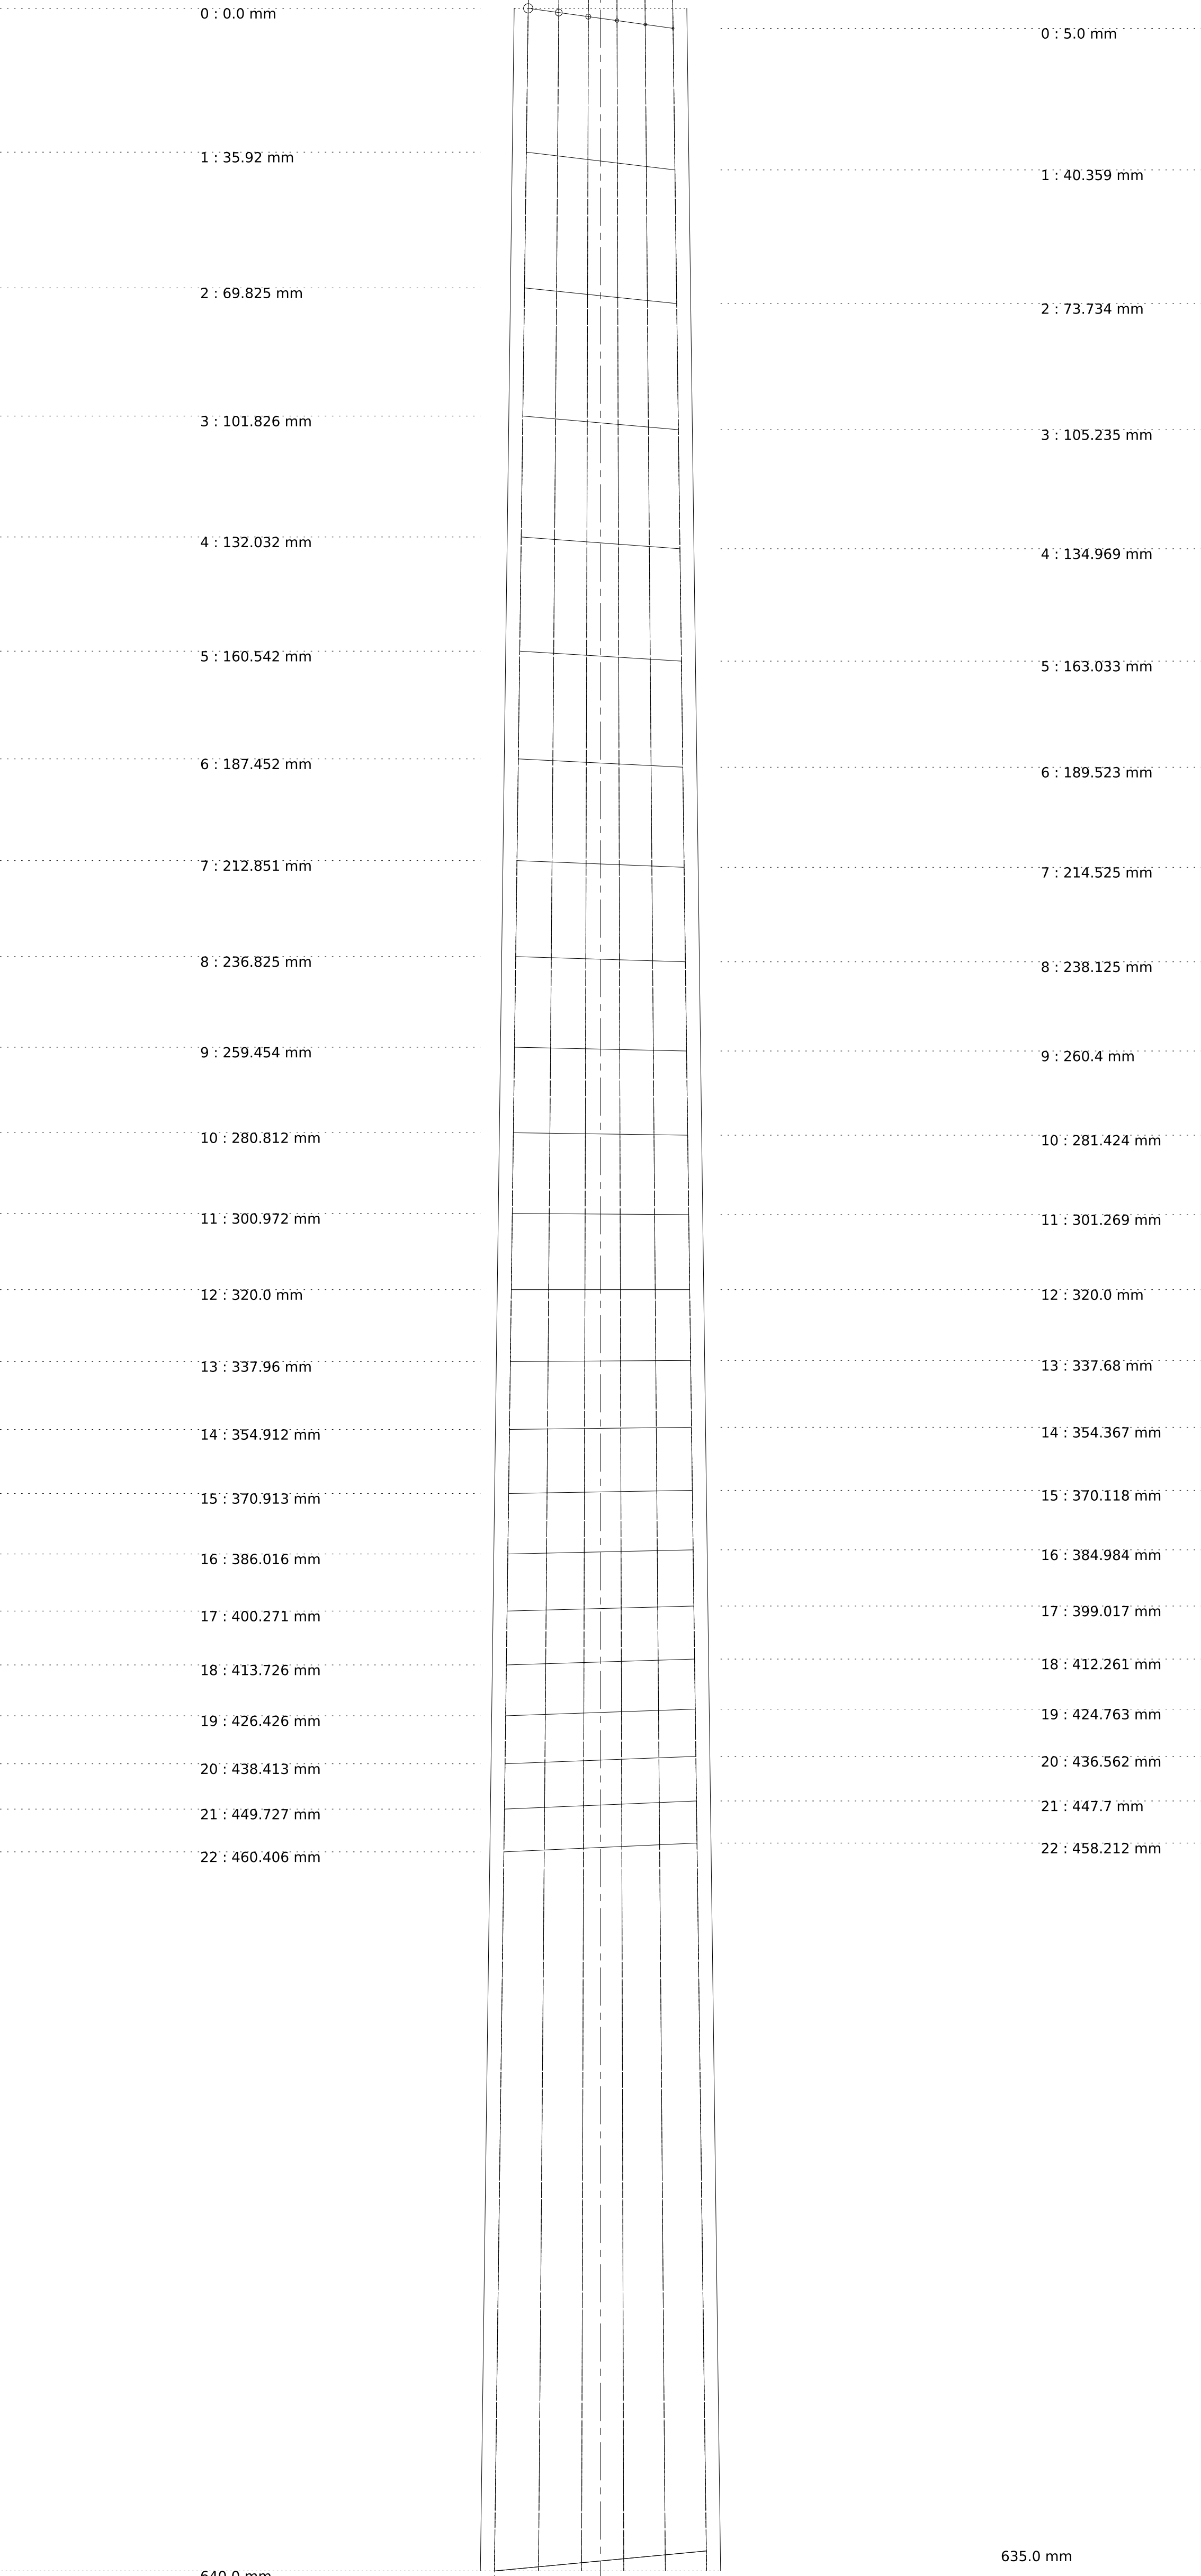 0 : 0.0 mm
0 : 5.0 mm
1 : 35.92 mm
1 : 40.359 mm
2 : 69.825 mm
2 : 73.734 mm
3 : 101.826 mm
3 : 105.235 mm
4 : 132.032 mm
4 : 134.969 mm
5 : 160.542 mm
5 : 163.033 mm
6 : 187.452 mm
6 : 189.523 mm
7 : 212.851 mm
7 : 214.525 mm
8 : 236.825 mm
8 : 238.125 mm
9 : 259.454 mm
9 : 260.4 mm
10 : 280.812 mm
10 : 281.424 mm
11 : 300.972 mm
11 : 301.269 mm
12 : 320.0 mm
12 : 320.0 mm
13 : 337.96 mm
13 : 337.68 mm
14 : 354.912 mm
14 : 354.367 mm
15 : 370.913 mm
15 : 370.118 mm
16 : 386.016 mm
16 : 384.984 mm
17 : 400.271 mm
17 : 399.017 mm
18 : 413.726 mm
18 : 412.261 mm
19 : 426.426 mm
19 : 424.763 mm
20 : 438.413 mm
20 : 436.562 mm
21 : 449.727 mm
21 : 447.7 mm
22 : 460.406 mm
22 : 458.212 mm
635.0 mm
640.0 mm